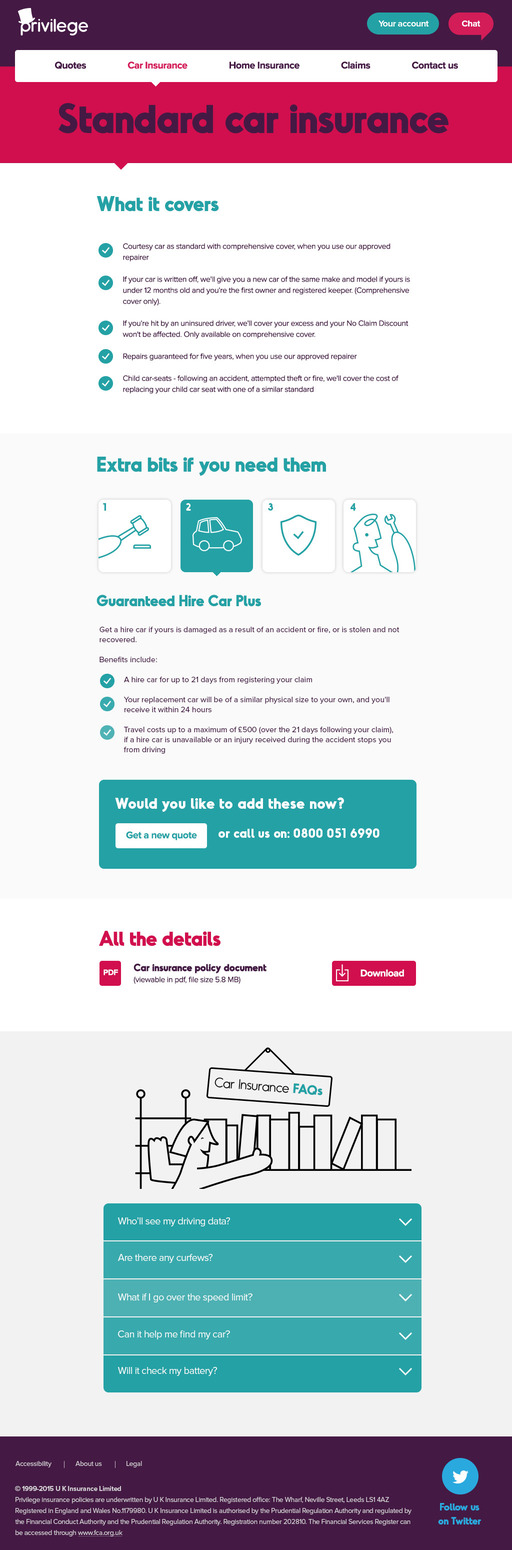 privilege
Your account
Chat
Quotes
Car Insurance
Home Insurance
Claims
Contact us
Standard car insurance
What it covers
Courtesy car as standard with comprehensive cover, when you use our approved
repairer
If your car is written off, we'll give you a new car of the same make and model if yours is
under 12 months old and you're the first owner and registered keeper. (Comprehensive
cover only).
If you're hit by an uninsured driver, we'll cover your excess and your No Claim Discount
won't be affected. Only available on comprehensive cover.
Repairs guaranteed for five years, when you use our approved repairer
Child car-seats - following an accident, attempted theft or fire, we'll cover the cost of
replacing your child car seat with one of a similar standard
Extra bits if you need them
1
2
3
4
Guaranteed Hire Car Plus
Get a hire car if yours is damaged as a result of an accident or fire, or is stolen and not
recovered.
Benefits include:
A hire car for up to 21 days from registering your claim
Your replacement car will be of a similar physical size to your own, and you'll
receive it within 24 hours
Travel costs up to a maximum of £500 (over the 21 days following your claim),
if a hire car is unavailable or an injury received during the accident stops you
from driving
Would you like to add these now?
Get a new quote
or call us on: 0800 051 6990
All the details
PDF
Car insurance policy document
(viewable in pdf, file size 5.8 MB)
Download
Car Insurance FAQs
Who'll see my driving data?
Are there any curfews?
What if I go over the speed limit?
Can it help me find my car?
Will it check my battery?
Accessibility | About us | Legal
© 1999-2015 U K Insurance Limited
Privilege insurance policies are underwritten by U K Insurance Limited. Registered office: The Wharf, Neville Street, Leeds LS1 4AZ
Registered in England and Wales No.1179980. U K Insurance Limited is authorised by the Prudential Regulation Authority and regulated by
the Financial Conduct Authority and the Prudential Regulation Authority. Registration number 202810. The Financial Services Register can
be accessed through www.fca.org.uk
Follow us
on Twitter